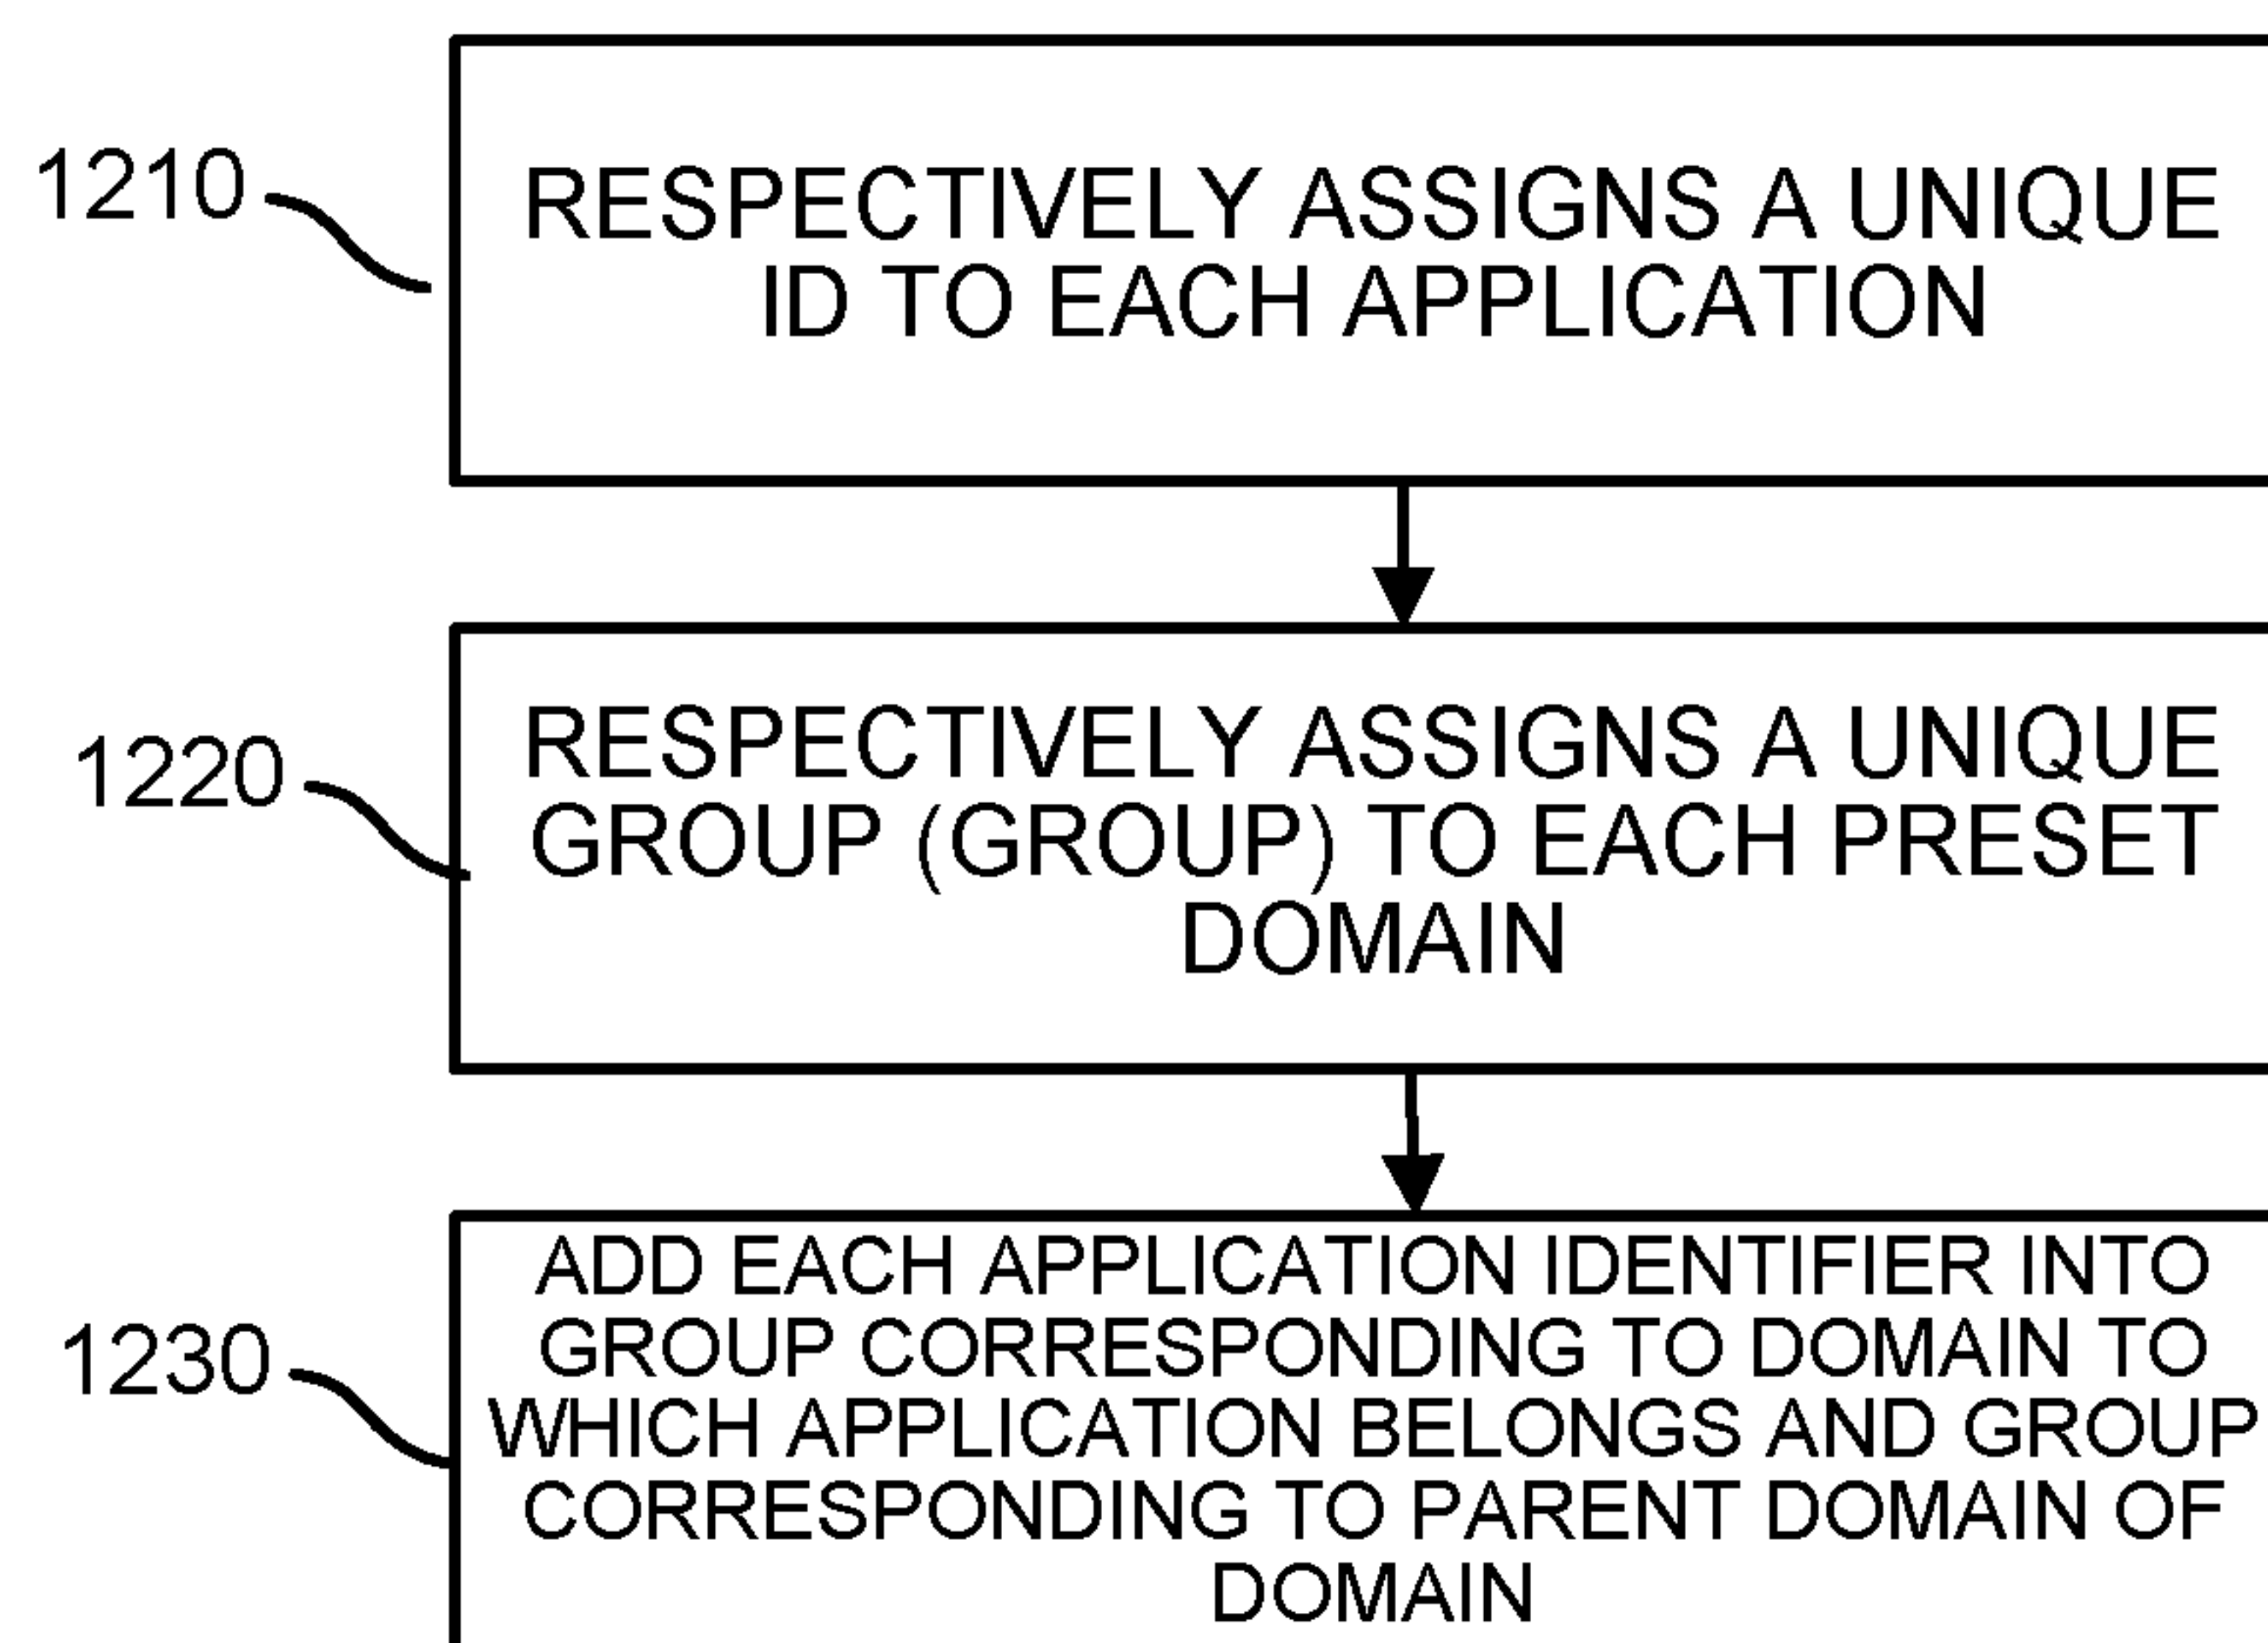 1210
RESPECTIVELY ASSIGNS A UNIQUE
ID TO EACH APPLICATION
1220
RESPECTIVELY ASSIGNS A UNIQUE
GROUP (GROUP) TO EACH PRESET
DOMAIN
1230
ADD EACH APPLICATION IDENTIFIER INTO
GROUP CORRESPONDING TO DOMAIN TO
WHICH APPLICATION BELONGS AND GROUP
CORRESPONDING TO PARENT DOMAIN OF
DOMAIN